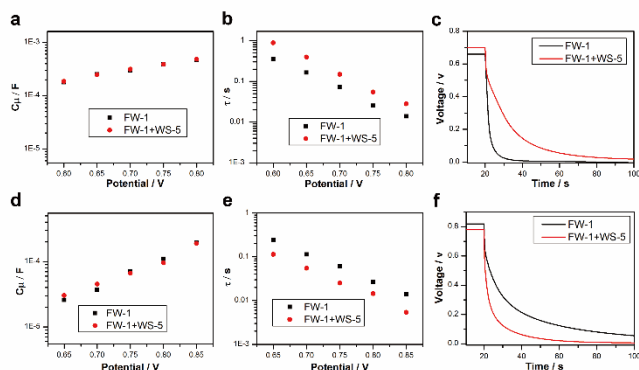 a
1E-3
1E-4
1E-5
Cμ / F
FW-1
FW-1+WS-5
0.60 0.65 0.70 0.75 0.80
Potential / V
b
1
0.1
0.01
1E-3
τ / s
FW-1
FW-1+WS-5
0.60 0.65 0.70 0.75 0.80
Potential / V
c
0.8
0.6
0.4
0.2
0.0
Voltage / v
FW-1
FW-1+WS-5
0 20 40 60 80 100
Time / s
d
1E-4
1E-5
Cμ / F
FW-1
FW-1+WS-5
0.65 0.70 0.75 0.80 0.85
Potential / V
e
1
0.1
0.01
1E-3
τ / s
FW-1
FW-1+WS-5
0.65 0.70 0.75 0.80 0.85
Potential / V
f
0.8
0.6
0.4
0.2
0.0
Voltage / v
FW-1
FW-1+WS-5
0 20 40 60 80 100
Time / s